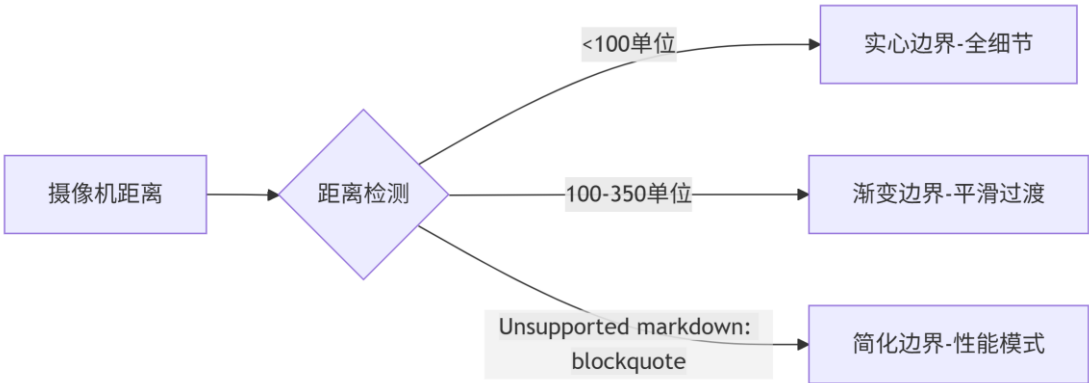 摄像机距离
距离检测
<100单位
实心边界-全细节
100-350单位
渐变边界-平滑过渡
Unsupported markdown:
blockquote
简化边界-性能模式